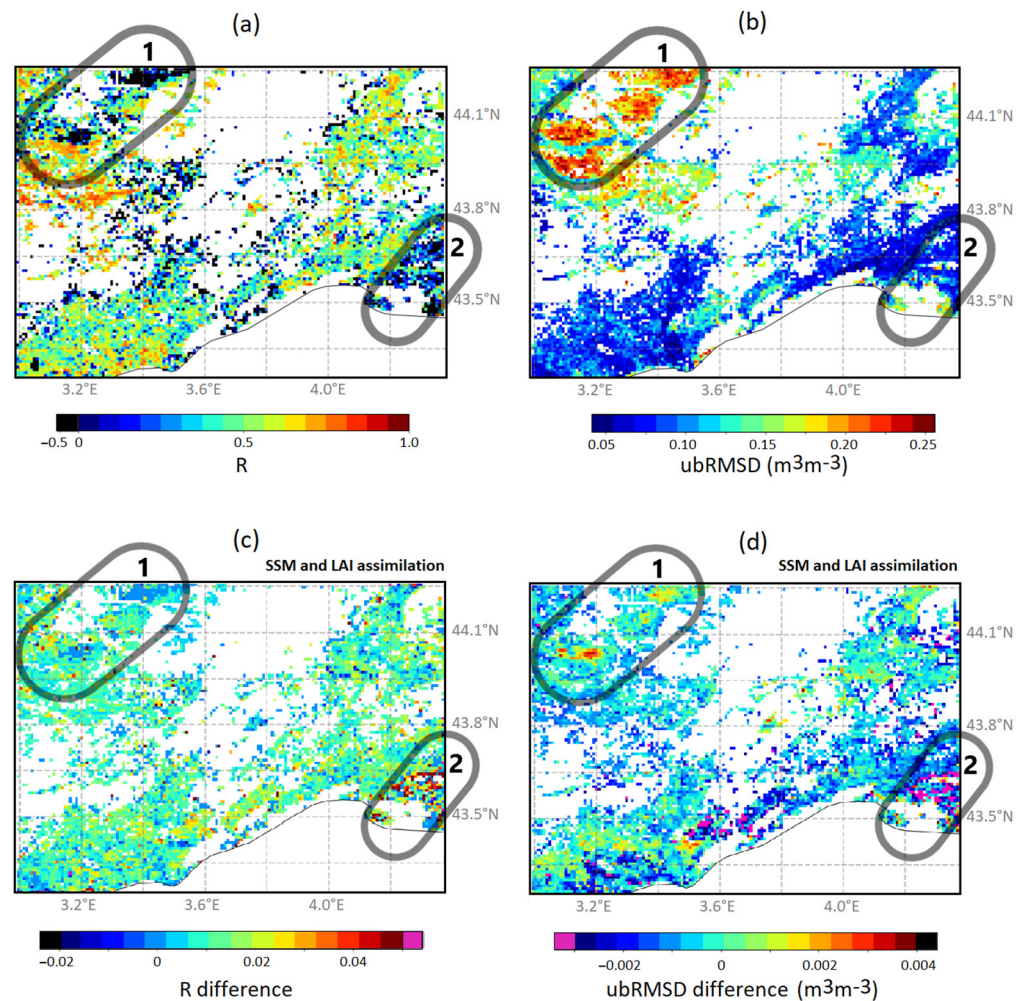 (a)
(b)
1
1
44.1°N
44.1°N
43.8°N
43.8°N
2
2
43.5°N
43.5°N
3.2°E
3.6°E
4.0°E
3.2°E
3.6°E
4.0°E
−0.5
0
0.5
1.0
R
0.05
0.10
0.15
0.20
0.25
ubRMSD (m³m⁻³)
(c)
(d)
SSM and LAI assimilation
SSM and LAI assimilation
1
1
44.1°N
44.1°N
43.8°N
43.8°N
2
2
43.5°N
43.5°N
3.2°E
3.6°E
4.0°E
3.2°E
3.6°E
4.0°E
−0.02
0
0.02
0.04
R difference
−0.002
0
0.002
0.004
ubRMSD difference (m³m⁻³)